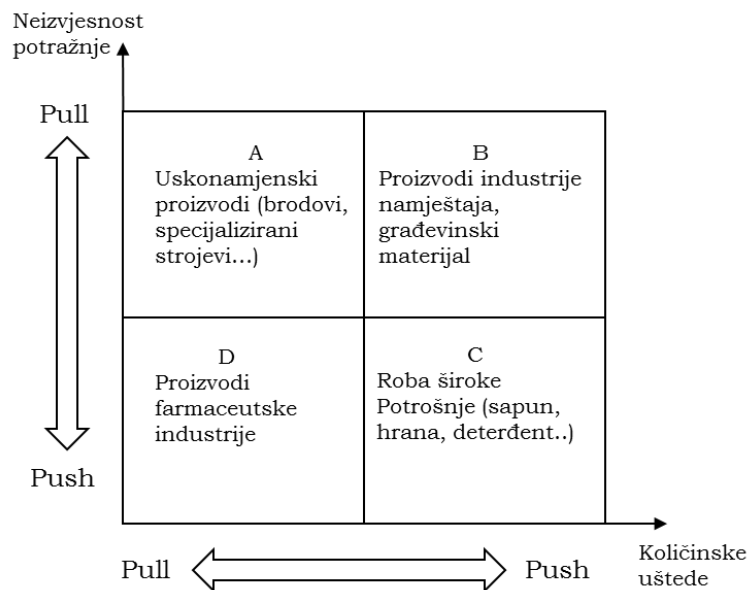 Neizvjesnost
potražnje
Pull
A
Uskonamjenski
proizvodi (brodovi,
specijalizirani
strojevi...)
B
Proizvodi industrije
namještaja,
građevinski
materijal
D
Proizvodi
farmaceutske
industrije
C
Roba široke
Potrošnje (sapun,
hrana, deterđent..)
Push
Pull
Push
Količinske
uštede